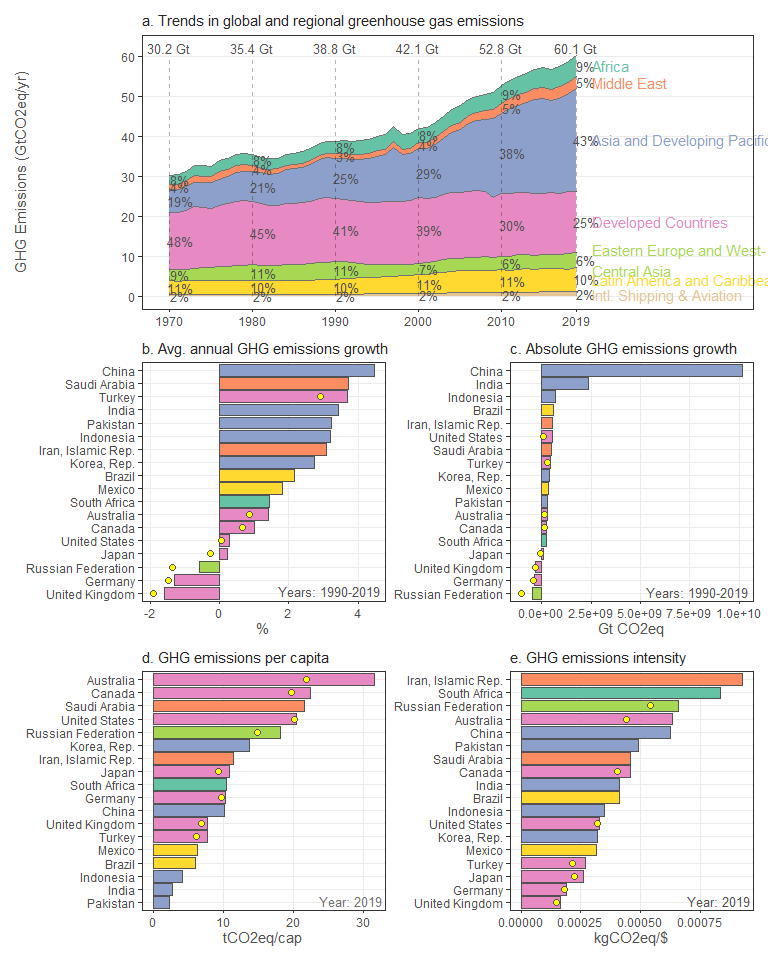 a. Trends in global and regional greenhouse gas emissions
GHG Emissions (GtCO2eq/yr)
60
50
40
30
20
10
0
30.2 Gt 35.4 Gt 38.8 Gt 42.1 Gt 52.8 Gt 60.1 Gt
8% 8% 8% 8% 9% 9%
4% 4% 3% 4% 5% 5%
19% 21% 25% 29% 38% 43%
48% 45% 41% 39% 30% 25%
9% 11% 11% 7% 6% 6%
11% 10% 10% 11% 11% 10%
2% 2% 2% 2% 2% 2%
Africa
Middle East
Asia and Developing Pacific
Developed Countries
Eastern Europe and West-
Central Asia
Latin America and Caribbea
Intl. Shipping & Aviation
1970 1980 1990 2000 2010 2019
b. Avg. annual GHG emissions growth
China
Saudi Arabia
Turkey
India
Pakistan
Indonesia
Iran, Islamic Rep.
Korea, Rep.
Brazil
Mexico
South Africa
Australia
Canada
United States
Japan
Russian Federation
Germany
United Kingdom
Years: 1990-2019
-2 0 2 4
%
c. Absolute GHG emissions growth
China
India
Indonesia
Brazil
Iran, Islamic Rep.
United States
Saudi Arabia
Turkey
Korea, Rep.
Mexico
Pakistan
Australia
Canada
South Africa
Japan
United Kingdom
Germany
Russian Federation
Years: 1990-2019
0.0e+00 2.5e+09 5.0e+09 7.5e+09 1.0e+10
Gt CO2eq
d. GHG emissions per capita
Australia
Canada
Saudi Arabia
United States
Russian Federation
Korea, Rep.
Iran, Islamic Rep.
Japan
South Africa
Germany
China
United Kingdom
Turkey
Mexico
Brazil
Indonesia
India
Pakistan
Year: 2019
0 10 20 30
tCO2eq/cap
e. GHG emissions intensity
Iran, Islamic Rep.
South Africa
Russian Federation
Australia
China
Pakistan
Saudi Arabia
Canada
India
Brazil
Indonesia
United States
Korea, Rep.
Mexico
Turkey
Japan
Germany
United Kingdom
Year: 2019
0.00000 0.00025 0.00050 0.00075
kgCO2eq/$